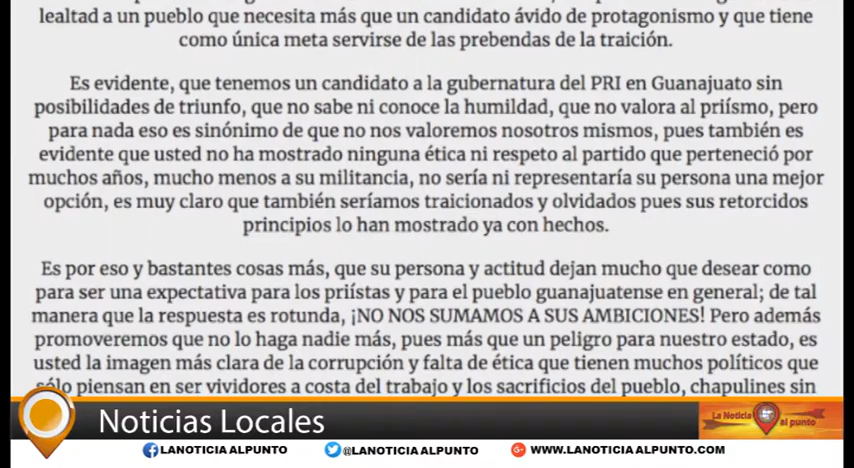 lealtad a un pueblo que necesita más que un candidato ávido de protagonismo y que tiene
como única meta servirse de las prebendas de la traición.
Es evidente, que tenemos un candidato a la gubernatura del PRI en Guanajuato sin
posibilidades de triunfo, que no sabe ni conoce la humildad, que no valora al priísmo, pero
para nada eso es sinónimo de que no nos valoremos nosotros mismos, pues también es
evidente que usted no ha mostrado ninguna ética ni respeto al partido que perteneció por
muchos años, mucho menos a su militancia, no sería ni representaría su persona una mejor
opción, es muy claro que también seríamos traicionados y olvidados pues sus retorcidos
principios lo han mostrado ya con hechos.
Es por eso y bastantes cosas más, que su persona y actitud dejan mucho que desear como
para ser una expectativa para los priístas y para el pueblo guanajuatense en general; de tal
manera que la respuesta es rotunda, ¡NO NOS SUMAMOS A SUS AMBICIONES! Pero además
promoveremos que no lo haga nadie más, pues más que un peligro para nuestro estado, es
usted la imagen más clara de la corrupción y falta de ética que tienen muchos políticos que
sólo piensan en ser vividores a costa del trabajo y los sacrificios del pueblo, chapulines sin
Noticias Locales
La Noticia al punto
LANOTICIAALPUNTO
@LANOTICIAALPUNTO
WWW.LANOTICIAALPUNTO.COM